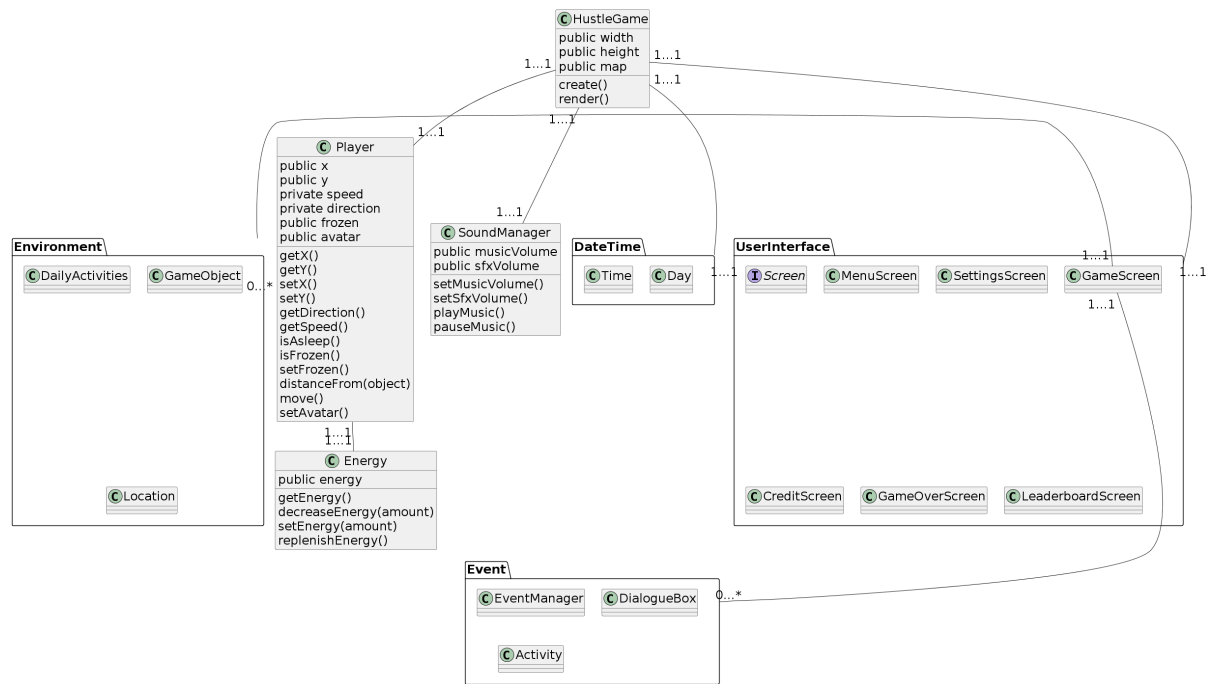 HustleGame
public width
public height
public map
create()
render()
1...1
1...1
1...1
1...1
1...1
Player
public x
public y
private speed
private direction
public frozen
public avatar
getX()
getY()
setX()
setY()
getDirection()
getSpeed()
isAsleep()
isFrozen()
setFrozen()
distanceFrom(object)
move()
setAvatar()
1...1
1...1
Energy
public energy
getEnergy()
decreaseEnergy(amount)
setEnergy(amount)
replenishEnergy()
1...1
SoundManager
public musicVolume
public sfxVolume
setMusicVolume()
setSfxVolume()
playMusic()
pauseMusic()
Environment
DailyActivities
GameObject
0...*
Location
DateTime
Time
Day
1...1
UserInterface
Screen
MenuScreen
SettingsScreen
1...1
GameScreen
1...1
1...1
CreditScreen
GameOverScreen
LeaderboardScreen
Event
EventManager
DialogueBox
0...*
Activity